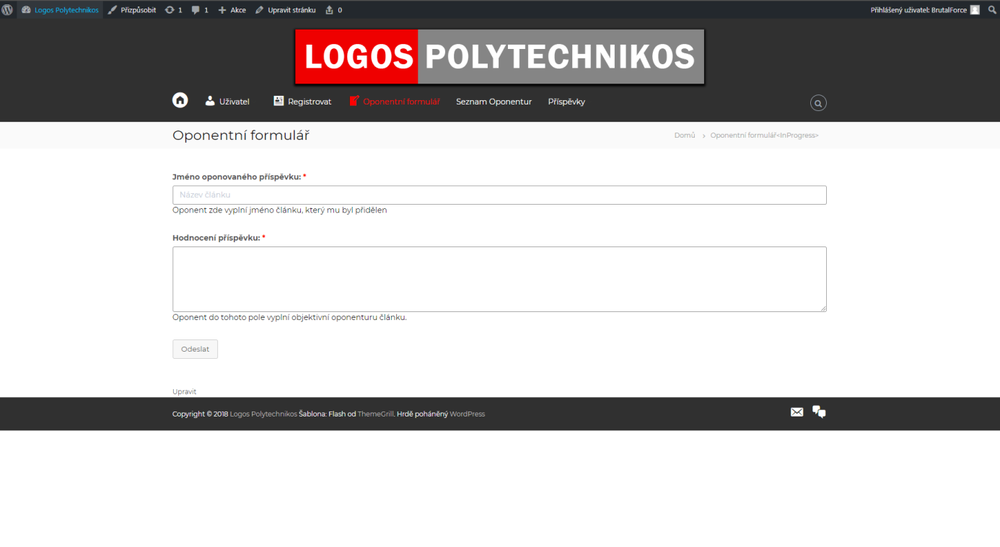 Logos Polytechnikos Přizpůsobit 1 1 Akce Upravit stránku 0 Přihlášený uživatel: BrutalForce
LOGOS POLYTECHNIKOS
Uživatel Registrovat Oponentní formulář Seznam Oponentur Příspěvky
Oponentní formulář Domů > Oponentní formulář<InProgress>
Jméno oponovaného příspěvku: *
Název článku
Oponent zde vyplní jméno článku, který mu byl přidělen
Hodnocení příspěvku: *
Oponent do tohoto pole vyplní objektivní oponenturu článku.
Odeslat
Upravit
Copyright © 2018 Logos Polytechnikos Šablona: Flash od ThemeGrill. Hrdě poháněný WordPress